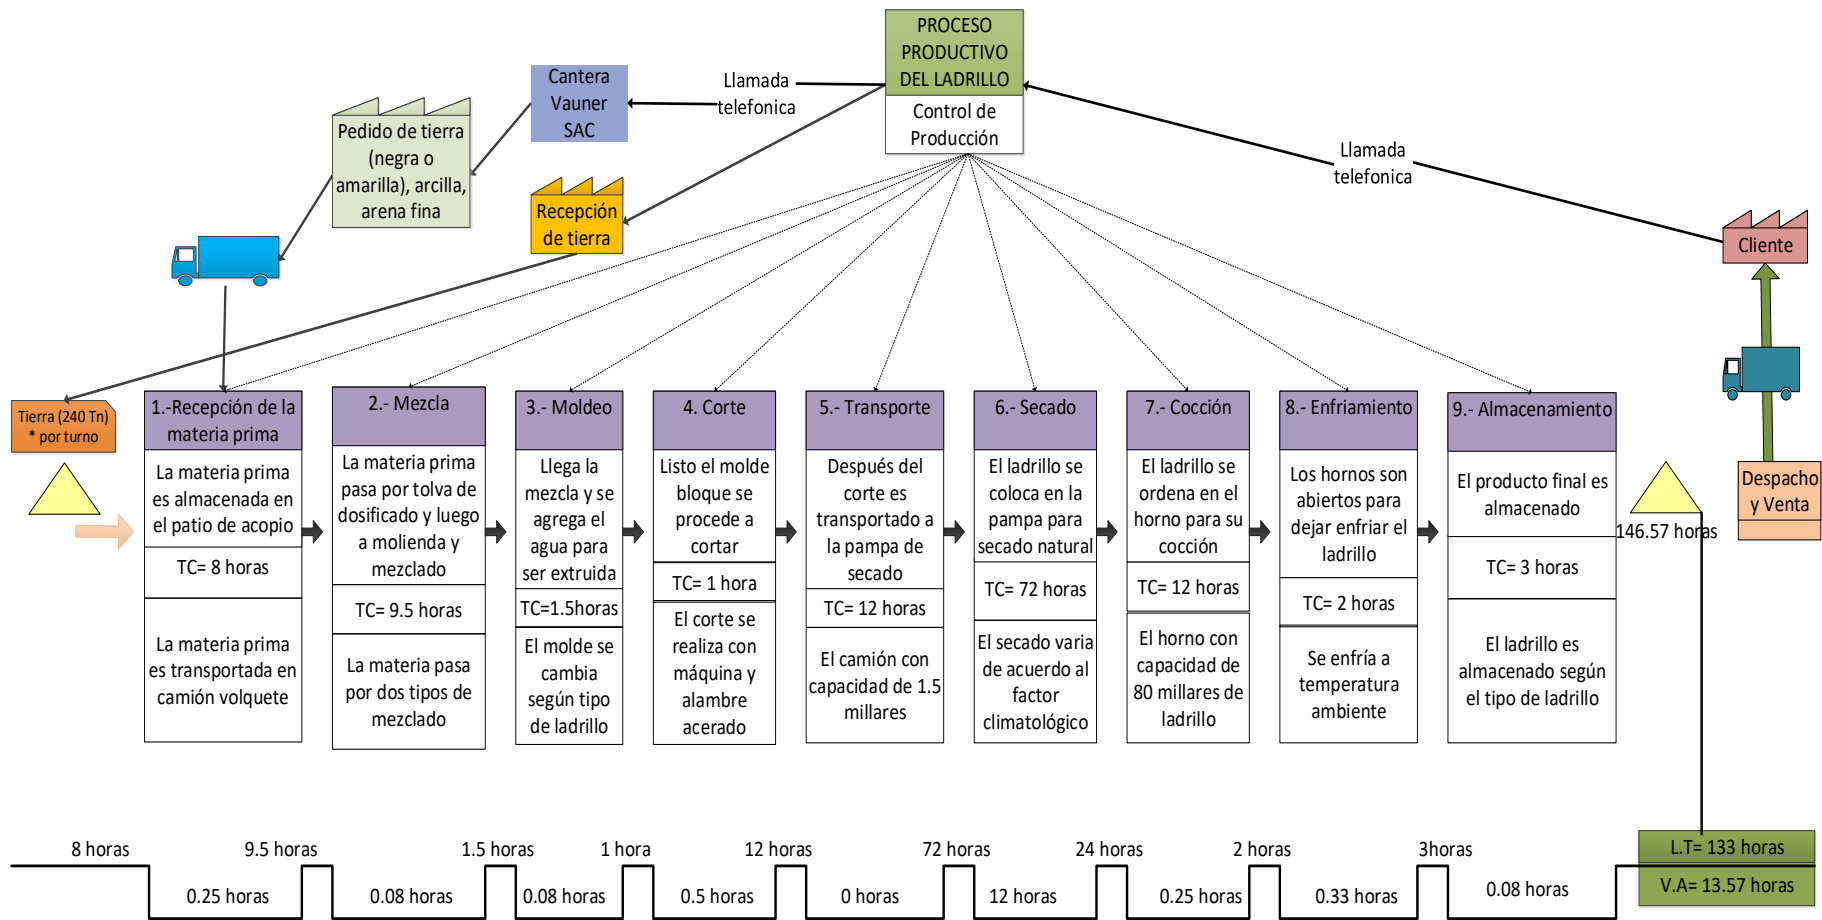 PROCESO
PRODUCTIVO
DEL LADRILLO
Control de
Producción
Llamada
telefonica
Cantera
Vauner
SAC
Pedido de tierra
(negra o
amarilla), arcilla,
arena fina
Recepción
de tierra
Llamada
telefonica
Cliente
Tierra (240 Tn)
* por turno
1.-Recepción de la
materia prima
La materia prima
es almacenada en
el patio de acopio
TC= 8 horas
La materia prima
es transportada en
camión volquete
2.- Mezcla
La materia prima
pasa por tolva de
dosificado y luego
a molienda y
mezclado
TC= 9.5 horas
La materia pasa
por dos tipos de
mezclado
3.- Moldeo
Llega la
mezcla y se
agrega el
agua para
ser extruida
TC=1.5horas
El molde se
cambia
según tipo
de ladrillo
4. Corte
Listo el molde
bloque se
procede a
cortar
TC= 1 hora
El corte se
realiza con
máquina y
alambre
acerado
5.- Transporte
Después del
corte es
transportado a
la pampa de
secado
TC= 12 horas
El camión con
capacidad de 1.5
millares
6.- Secado
El ladrillo se
coloca en la
pampa para
secado natural
TC= 72 horas
El secado varia
de acuerdo al
factor
climatológico
7.- Cocción
El ladrillo se
ordena en el
horno para su
cocción
TC= 12 horas
El horno con
capacidad de
80 millares de
ladrillo
8.- Enfriamiento
Los hornos son
abiertos para
dejar enfriar el
ladrillo
TC= 2 horas
Se enfría a
temperatura
ambiente
9.- Almacenamiento
El producto final es
almacenado
TC= 3 horas
El ladrillo es
almacenado según
el tipo de ladrillo
146.57 horas
Despacho
y Venta
8 horas
9.5 horas
1.5 horas
1 hora
12 horas
72 horas
24 horas
2 horas
3horas
0.25 horas
0.08 horas
0.08 horas
0.5 horas
0 horas
12 horas
0.25 horas
0.33 horas
0.08 horas
L.T= 133 horas
V.A= 13.57 horas